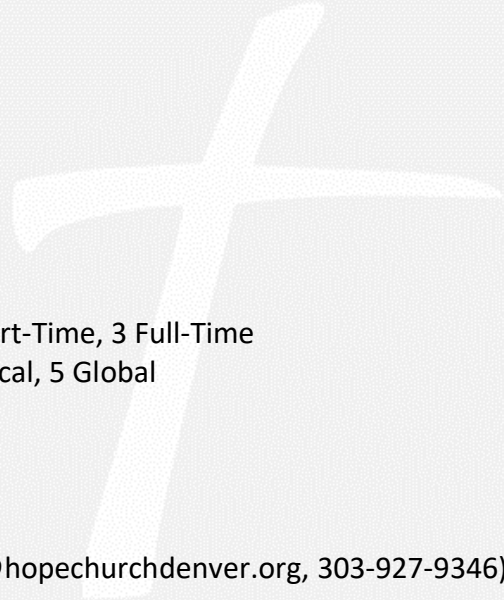 rt-Time, 3 Full-Time
cal, 5 Global
hopechurchdenver.org, 303-927-9346)